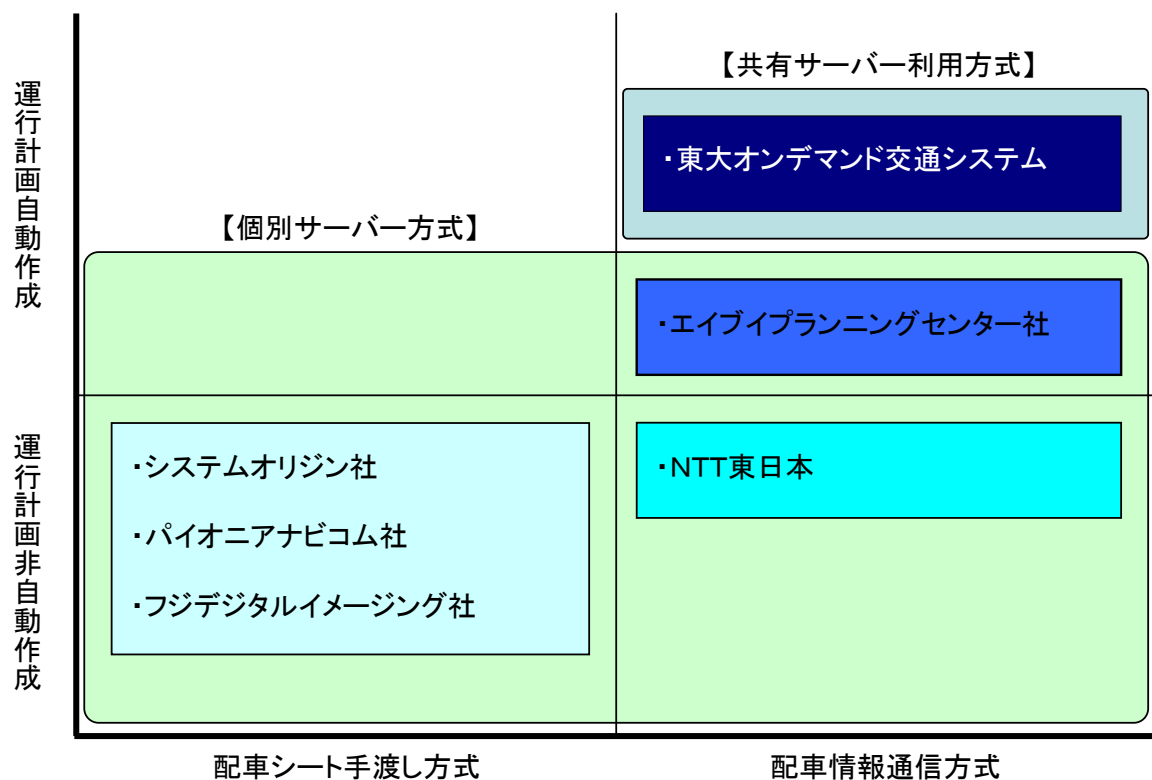 【共有サーバー利用方式】
・東大オンデマンド交通システム
運行計画自動作成
【個別サーバー方式】
・エイブイプランニングセンター社
運行計画非自動作成
・システムオリジン社
・パイオニアナビコム社
・フジデジタルイメージング社
・NTT東日本
配車シート手渡し方式
配車情報通信方式